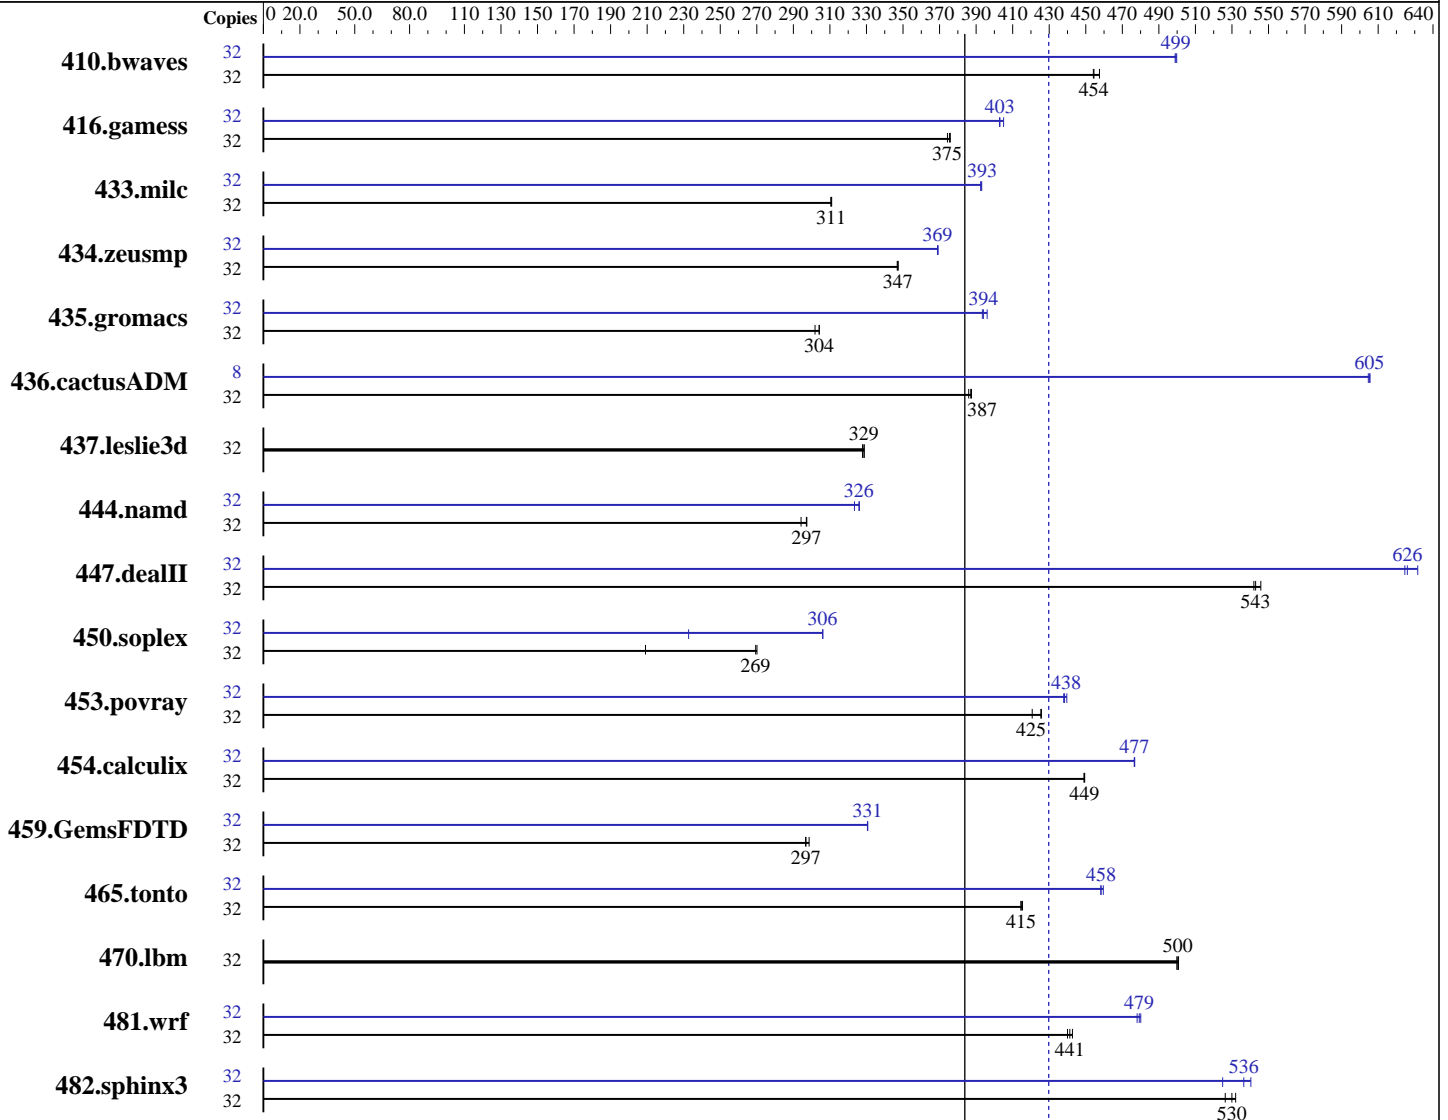 Copies 0 20.0 50.0 80.0 110 130 150 170 190 210 230 250 270 290 310 330 350 370 390 410 430 450 470 490 510 530 550 570 590 610 640
410.bwaves 32 499
32 454
416.gamess 32 403
32 375
433.milc 32 393
32 311
434.zeusmp 32 369
32 347
435.gromacs 32 394
32 304
436.cactusADM 8 605
32 387
437.leslie3d 32 329
444.namd 32 326
32 297
447.dealII 32 626
32 543
450.soplex 32 306
32 269
453.povray 32 438
32 425
454.calculix 32 477
32 449
459.GemsFDTD 32 331
32 297
465.tonto 32 458
32 415
470.lbm 32 500
481.wrf 32 479
32 441
482.sphinx3 32 536
32 530